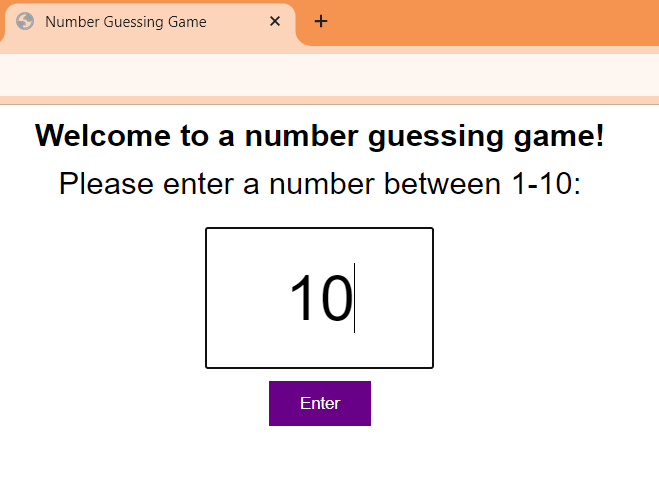 Number Guessing Game
Welcome to a number guessing game!
Please enter a number between 1-10:
10
Enter